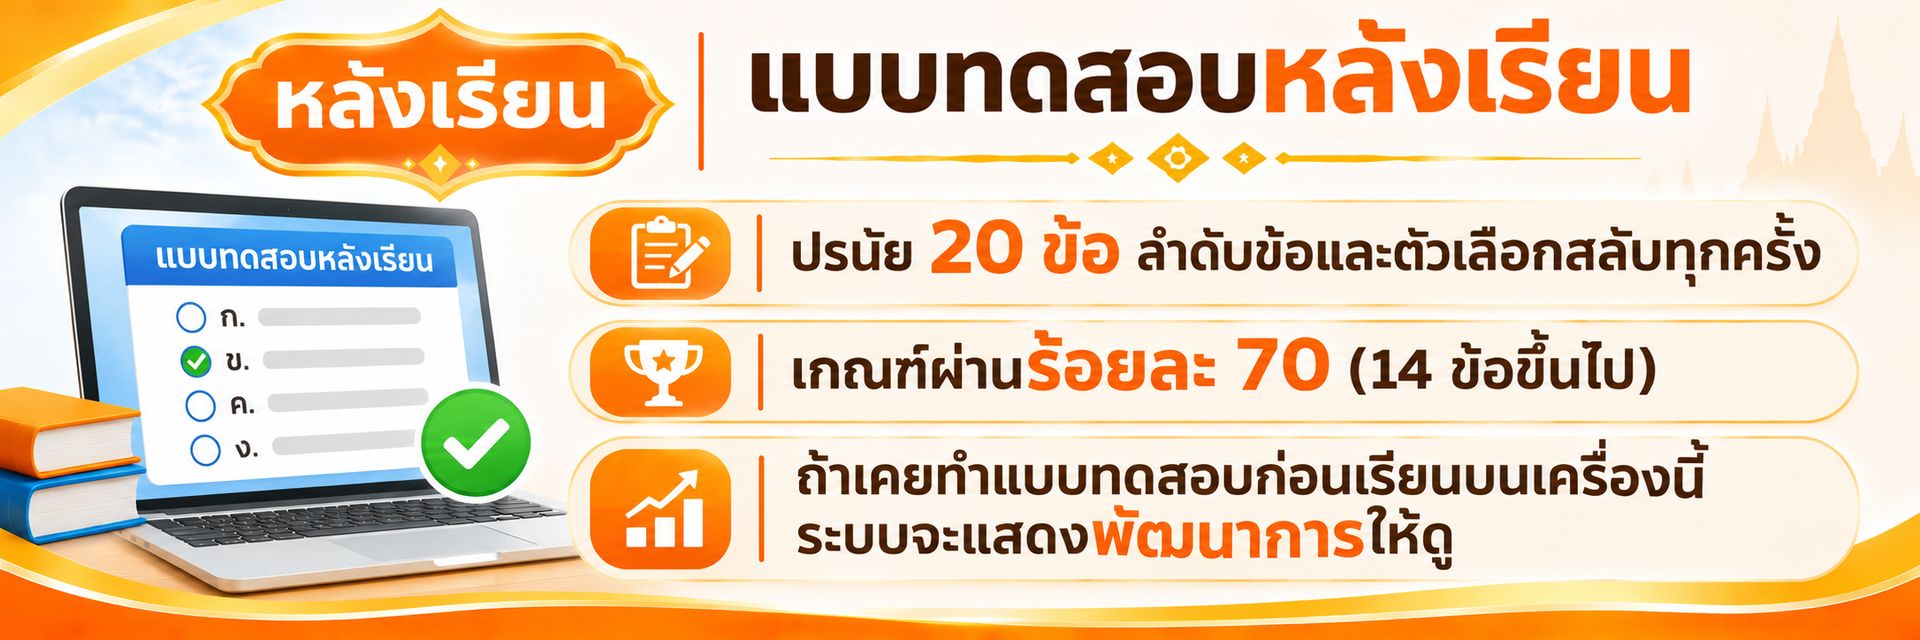 หลังเรียน
แบบทดสอบหลังเรียน
แบบทดสอบหลังเรียน
ก.
ข.
ค.
ง.
ปรนัย 20 ข้อ ลำดับข้อและตัวเลือกสลับทุกครั้ง
เกณฑ์ผ่านร้อยละ 70 (14 ข้อขึ้นไป)
ถ้าเคยทำแบบทดสอบก่อนเรียนบนเครื่องนี้
ระบบจะแสดงพัฒนาการให้ดู